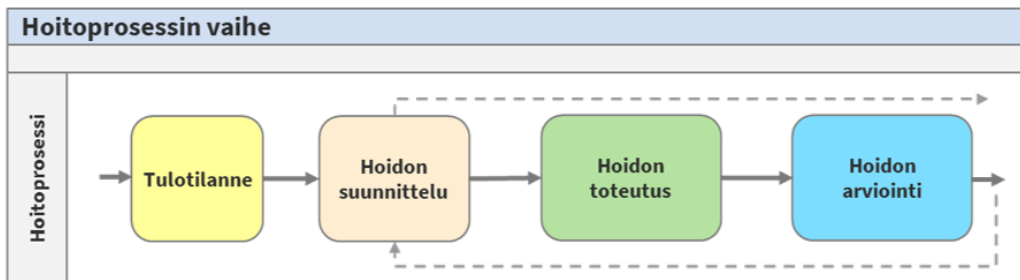 Hoitoprosessin vaihe
Hoitoprosessi
Tulotilanne
Hoidon
suunnittelu
Hoidon
toteutus
Hoidon
arviointi